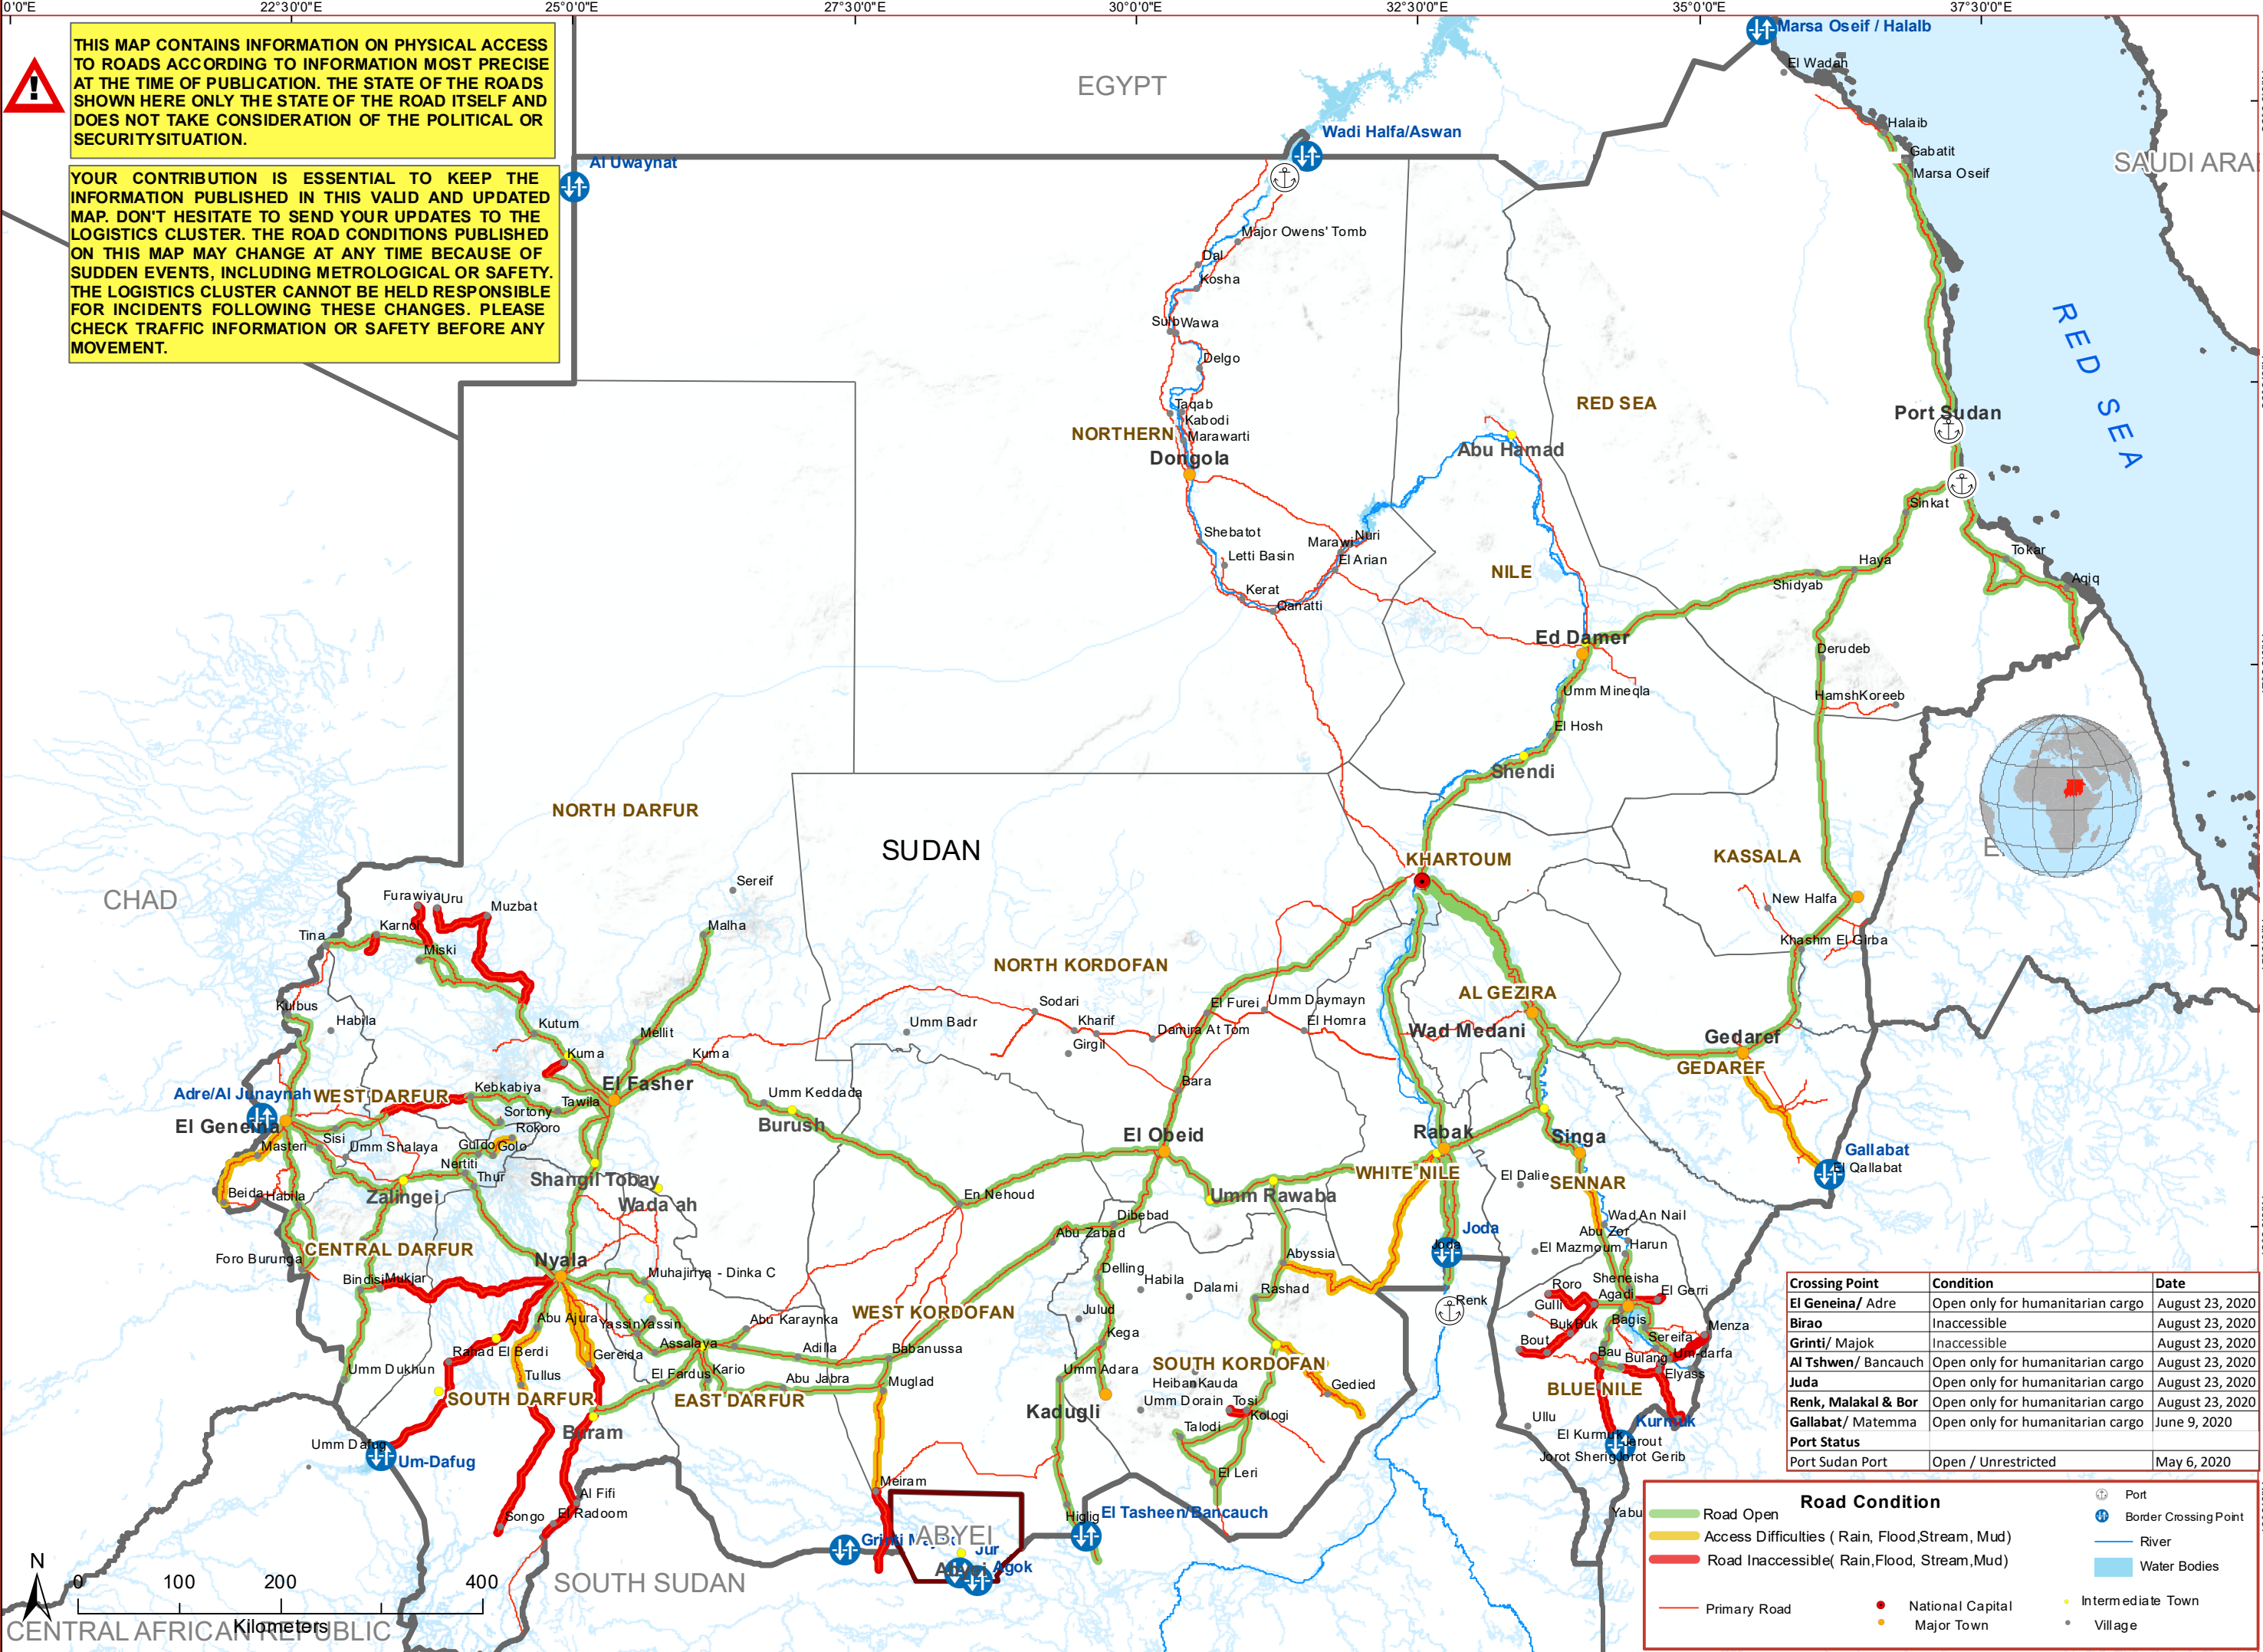 0'0"E
22°30'0"E
25°0'0"E
27°30'0"E
30°0'0"E
32°30'0"E
35°0'0"E
37°30'0"E
THIS MAP CONTAINS INFORMATION ON PHYSICAL ACCESS
TO ROADS ACCORDING TO INFORMATION MOST PRECISE
AT THE TIME OF PUBLICATION. THE STATE OF THE ROADS
SHOWN HERE ONLY THE STATE OF THE ROAD ITSELF AND
DOES NOT TAKE CONSIDERATION OF THE POLITICAL OR
SECURITYSITUATION.
YOUR CONTRIBUTION IS ESSENTIAL TO KEEP THE
INFORMATION PUBLISHED IN THIS VALID AND UPDATED
MAP. DON'T HESITATE TO SEND YOUR UPDATES TO THE
LOGISTICS CLUSTER. THE ROAD CONDITIONS PUBLISHED
ON THIS MAP MAY CHANGE AT ANY TIME BECAUSE OF
SUDDEN EVENTS, INCLUDING METROLOGICAL OR SAFETY.
THE LOGISTICS CLUSTER CANNOT BE HELD RESPONSIBLE
FOR INCIDENTS FOLLOWING THESE CHANGES. PLEASE
CHECK TRAFFIC INFORMATION OR SAFETY BEFORE ANY
MOVEMENT.
Marsa Oseif / Halalb
El Wadah
EGYPT
Wadi Halfa/Aswan
Al Uwaynat
Halaib
Gabatit
Marsa Oseif
SAUDI ARA
Major Owens' Tomb
Dal
Kosha
Sulb
Wawa
Delgo
RED SEA
Taqab
Kabodi
Marawarti
NORTHERN
Dongola
RED SEA
Port Sudan
Abu Hamad
Sinkat
Shebatot
Letti Basin
Marawi
Nuri
El Arian
Kerat
Qanatti
NILE
Haya
Shidyab
Tokar
Aqiq
Ed Damer
Derudeb
Umm Mineqla
HamshKoreeb
El Hosh
Shendi
NORTH DARFUR
SUDAN
KHARTOUM
KASSALA
E.
CHAD
Sereif
Furawiya
Uru
Muzbat
New Halfa
Tina
Karnoi
Malha
Miski
Khashm El Girba
NORTH KORDOFAN
Kulbus
Habila
Sodari
El Furei
Umm Daymayn
AL GEZIRA
Kutum
Mellit
Umm Badr
Kharif
Damira At Tom
El Homra
Wad Medani
Gedaref
Kuma
Kuma
Girgil
GEDAREF
Adre/Al Junaynah
WEST DARFUR
Kebkabiya
El Fasher
Bara
Umm Keddada
El Geneina
Sortony
Tawila
Burush
Rokoro
El Obeid
Rabak
Singa
Sisi
Masteri
Umm Shalaya
Guldo
Golo
Gallabat
El Qallabat
Nertiti
Thur
Shangil Tobay
WHITE NILE
El Dalie
SENNAR
Beida
Habila
Zalingei
Wada'ah
En Nehoud
Umm Rawaba
Dibebad
Wad An Nail
Abu Zabad
Joda
Abu Zor
Foro Burunga
CENTRAL DARFUR
Nyala
Abyssia
Joda
El Mazmoum
Harun
Bindisi
Mukjar
Muhajiriya - Dinka C
Delling
Habila
Dalami
Rashad
Roro
Sheneisha
El Gerri
WEST KORDOFAN
Renk
Gulli
Agadi
Abu Ajura
Yassin
Yassin
Abu Karaynka
Julud
BukBuk
Bagis
Menza
Rahad El Berdi
Assalaya
Adilla
Kega
Bout
Sereifa
Gereida
Babanussa
Umm Adara
SOUTH KORDOFAN
Bau
Bulang
Um-darfa
Umm Dukhun
Tullus
Kario
El Fardus
Abu Jabra
Muglad
Heiban
Kauda
Gedied
Elyass
SOUTH DARFUR
EAST DARFUR
BLUE NILE
Kadugli
Umm Dorain
Tosi
Kologi
Buram
Talodi
Ullu
Kurmuk
Umm Dafug
El Kurmuk
Jerout
Um-Dafug
Jorot Sherig
Jorot Gerib
Meiram
El Leri
Al Fifi
Songo
El Radoom
Higlig
El Tasheen/Bancauch
Yabu
ABYEI
Jur
Agok
SOUTH SUDAN
CENTRAL AFRICAN REPUBLIC
N
0 100 200 400
Kilometers
Crossing Point Condition Date
El Geneina/ Adre Open only for humanitarian cargo August 23, 2020
Birao Inaccessible August 23, 2020
Grinti/ Majok Inaccessible August 23, 2020
Al Tshwen/ Bancauch Open only for humanitarian cargo August 23, 2020
Juda Open only for humanitarian cargo August 23, 2020
Renk, Malakal & Bor Open only for humanitarian cargo August 23, 2020
Gallabat/ Matemma Open only for humanitarian cargo June 9, 2020
Port Status
Port Sudan Port Open / Unrestricted May 6, 2020
Road Condition
Road Open
Access Difficulties ( Rain, Flood,Stream, Mud)
Road Inaccessible( Rain,Flood, Stream,Mud)
Primary Road
National Capital
Major Town
Port
Border Crossing Point
River
Water Bodies
Intermediate Town
Village